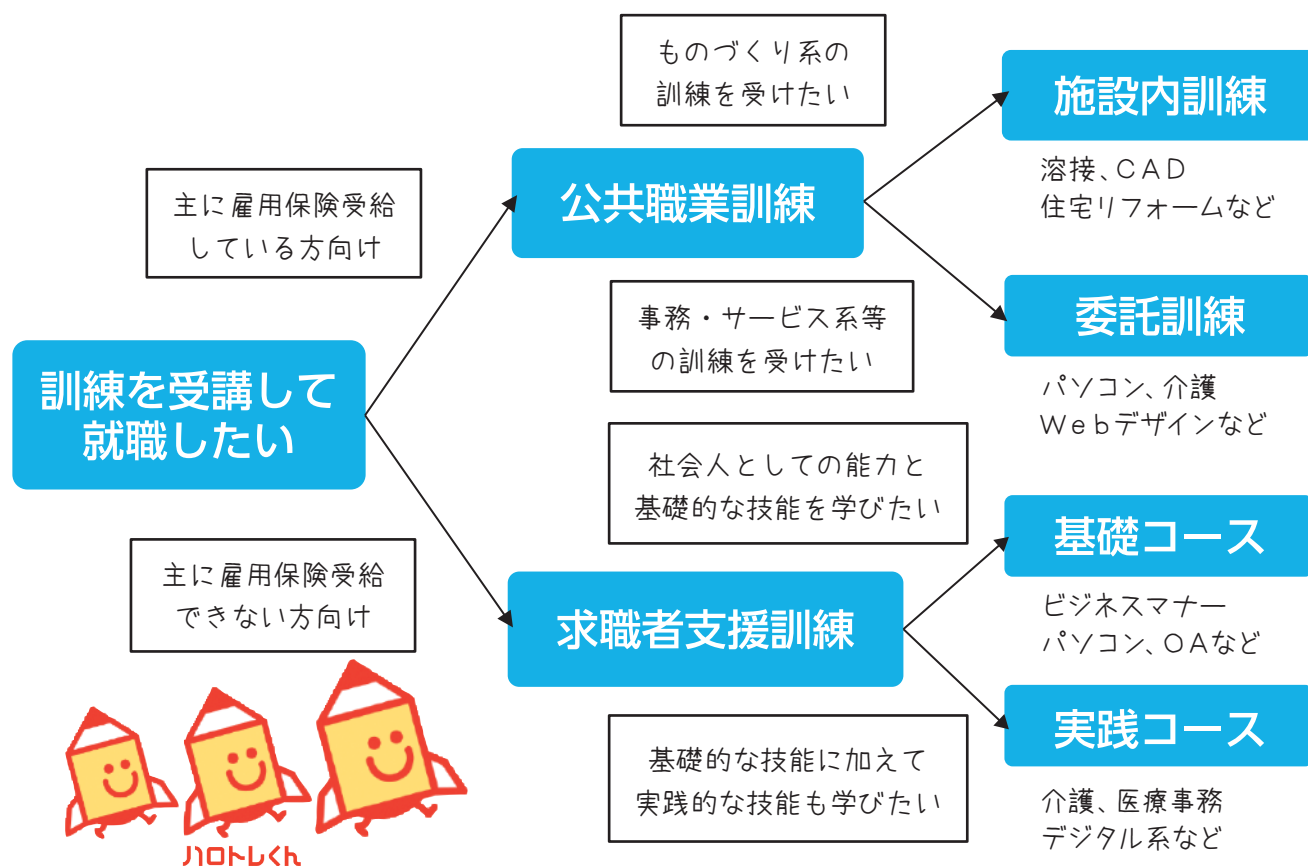 訓練を受講して
就職したい
主に雇用保険受給
している方向け
公共職業訓練
ものづくり系の
訓練を受けたい
施設内訓練
溶接、CAD
住宅リフォームなど
事務・サービス系等
の訓練を受けたい
委託訓練
パソコン、介護
Webデザインなど
主に雇用保険受給
できない方向け
求職者支援訓練
社会人としての能力と
基礎的な技能を学びたい
基礎コース
ビジネスマナー
パソコン、OAなど
基礎的な技能に加えて
実践的な技能も学びたい
実践コース
介護、医療事務
デジタル系など
ハロトレくん